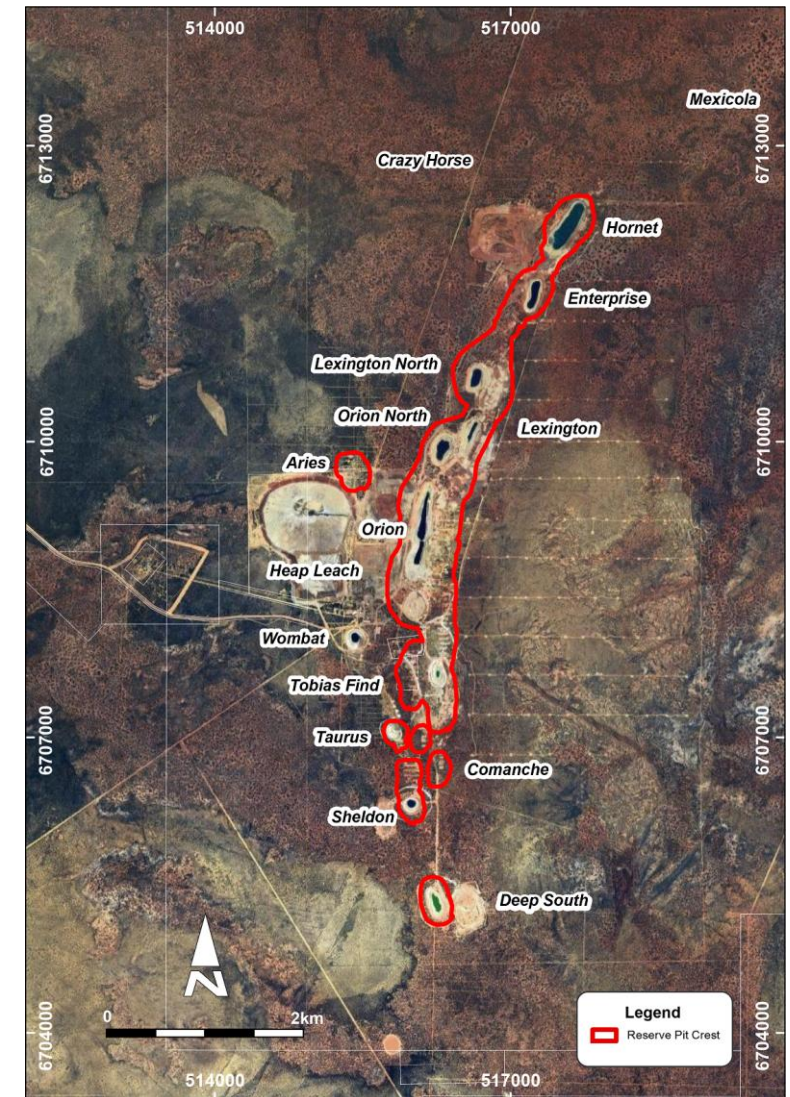 514000
517000
Mexicola
6713000
6713000
Crazy Horse
Hornet
Enterprise
Lexington North
Orion North
Lexington
6710000
6710000
Aries
Orion
Heap Leach
Wombat
Tobias Find
Taurus
6707000
6707000
Comanche
Sheldon
Deep South
N
0
2km
Legend
Reserve Pit Crest
6704000
6704000
514000
517000